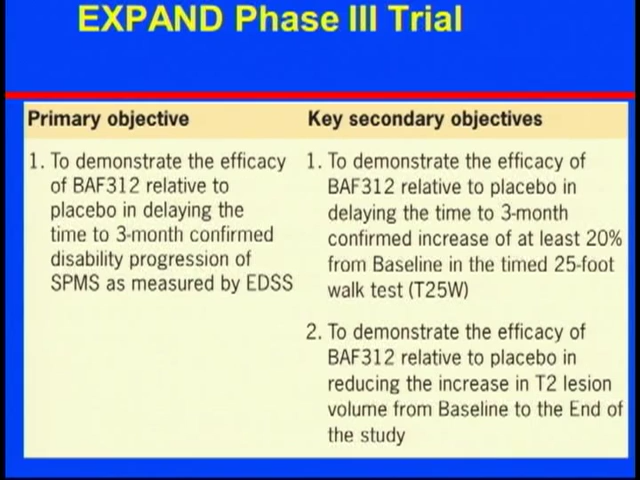 EXPAND Phase III Trial
Primary objective
1. To demonstrate the efficacy
of BAF312 relative to
placebo in delaying the
time to 3-month confirmed
disability progression of
SPMS as measured by EDSS
Key secondary objectives
1. To demonstrate the efficacy of
BAF312 relative to placebo in
delaying the time to 3-month
confirmed increase of at least 20%
from Baseline in the timed 25-foot
walk test (T25W)
2. To demonstrate the efficacy of
BAF312 relative to placebo in
reducing the increase in T2 lesion
volume from Baseline to the End of
the study